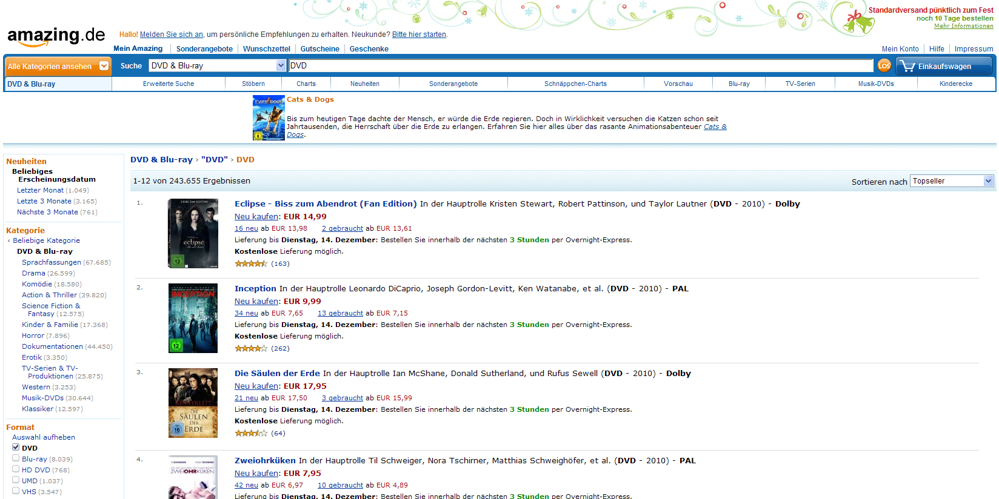 Standardversand pünktlich zum Fest
noch 10 Tage bestellen
Mehr Informationen
amazing.de
Hallo! Melden Sie sich an, um persönliche Empfehlungen zu erhalten. Neukunde? Bitte hier starten.
Mein Amazing Sonderangebote Wunschzettel Gutscheine Geschenke
Mein Konto Hilfe Impressum
Alle Kategorien ansehen Suche DVD & Blu-ray DVD LOS Einkaufswagen
DVD & Blu-ray Erweiterte Suche Stöbern Charts Neuheiten Sonderangebote Schnäppchen-Charts Vorschau Blu-ray TV-Serien Musik-DVDs Kinderecke
CATS & DOGS
Cats & Dogs
Bis zum heutigen Tage dachte der Mensch, er würde die Erde regieren. Doch in Wirklichkeit versuchen die Katzen schon seit
Jahrtausenden, die Herrschaft über die Erde zu erlangen. Erfahren Sie hier alles über das rasante Animationsabenteuer Cats &
Dogs.
Neuheiten
Beliebiges
Erscheinungsdatum
Letzter Monat (1.049)
Letzte 3 Monate (3.165)
Nächste 3 Monate (761)
Kategorie
‹ Beliebige Kategorie
DVD & Blu-ray
Sprachfassungen (67.685)
Drama (26.599)
Komödie (18.580)
Action & Thriller (39.820)
Science Fiction &
Fantasy (12.575)
Kinder & Familie (17.368)
Horror (7.896)
Dokumentationen (44.450)
Erotik (3.350)
TV-Serien & TV-
Produktionen (25.875)
Western (3.253)
Musik-DVDs (30.644)
Klassiker (12.597)
Format
Auswahl aufheben
DVD
Blu-ray (8.039)
HD DVD (768)
UMD (1.037)
VHS (3.547)
DVD & Blu-ray › "DVD" › DVD
1-12 von 243.655 Ergebnissen
Sortieren nach Topseller
1.
eclipse
12
Eclipse - Biss zum Abendrot (Fan Edition) In der Hauptrolle Kristen Stewart, Robert Pattinson, und Taylor Lautner (DVD - 2010) - Dolby
Neu kaufen: EUR 14,99
16 neu ab EUR 13,98 2 gebraucht ab EUR 13,61
Lieferung bis Dienstag, 14. Dezember: Bestellen Sie innerhalb der nächsten 3 Stunden per Overnight-Express.
Kostenlose Lieferung möglich.
(163)
2.
INCEPTION
12
Inception In der Hauptrolle Leonardo DiCaprio, Joseph Gordon-Levitt, Ken Watanabe, et al. (DVD - 2010) - PAL
Neu kaufen: EUR 9,99
34 neu ab EUR 7,65 13 gebraucht ab EUR 7,15
Lieferung bis Dienstag, 14. Dezember: Bestellen Sie innerhalb der nächsten 3 Stunden per Overnight-Express.
Kostenlose Lieferung möglich.
(262)
3.
KEN FOLLETT
DIE
SÄULEN
DER
ERDE
16
Die Säulen der Erde In der Hauptrolle Ian McShane, Donald Sutherland, und Rufus Sewell (DVD - 2010) - Dolby
Neu kaufen: EUR 17,95
21 neu ab EUR 17,50 3 gebraucht ab EUR 15,99
Lieferung bis Dienstag, 14. Dezember: Bestellen Sie innerhalb der nächsten 3 Stunden per Overnight-Express.
Kostenlose Lieferung möglich.
(64)
4.
ZWEIOHRKÜKEN
Zweiohrküken In der Hauptrolle Til Schweiger, Nora Tschirner, Matthias Schweighöfer, et al. (DVD - 2010) - PAL
Neu kaufen: EUR 7,95
42 neu ab EUR 6,97 10 gebraucht ab EUR 4,89
Lieferung bis Dienstag, 14. Dezember: Bestellen Sie innerhalb der nächsten 3 Stunden per Overnight-Express.